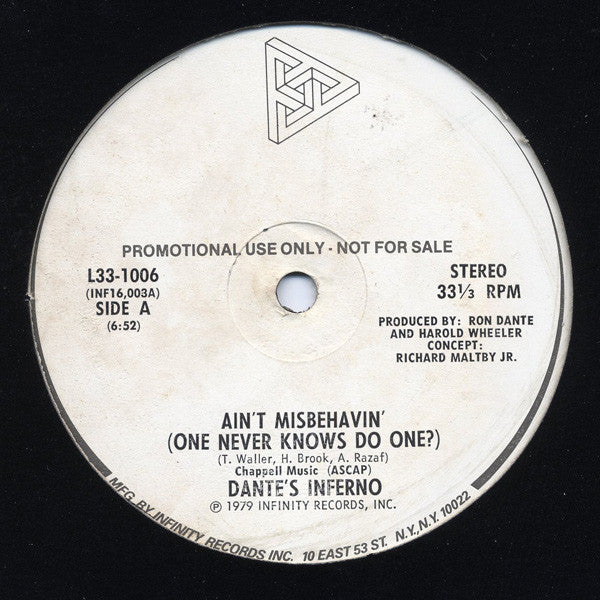 PROMOTIONAL USE ONLY - NOT FOR SALE
L33-1006
(INF16,003A)
SIDE A
(6:52)
STEREO
33⅓ RPM
PRODUCED BY: RON DANTE
AND HAROLD WHEELER
CONCEPT:
RICHARD MALTBY JR.
AIN'T MISBEHAVIN'
(ONE NEVER KNOWS DO ONE?)
(T. Waller, H. Brook, A. Razaf)
Chappell Music (ASCAP)
DANTE'S INFERNO
℗ 1979 INFINITY RECORDS, INC.
MFG. BY INFINITY RECORDS INC. 10 EAST 53 ST. N.Y., N.Y. 10022